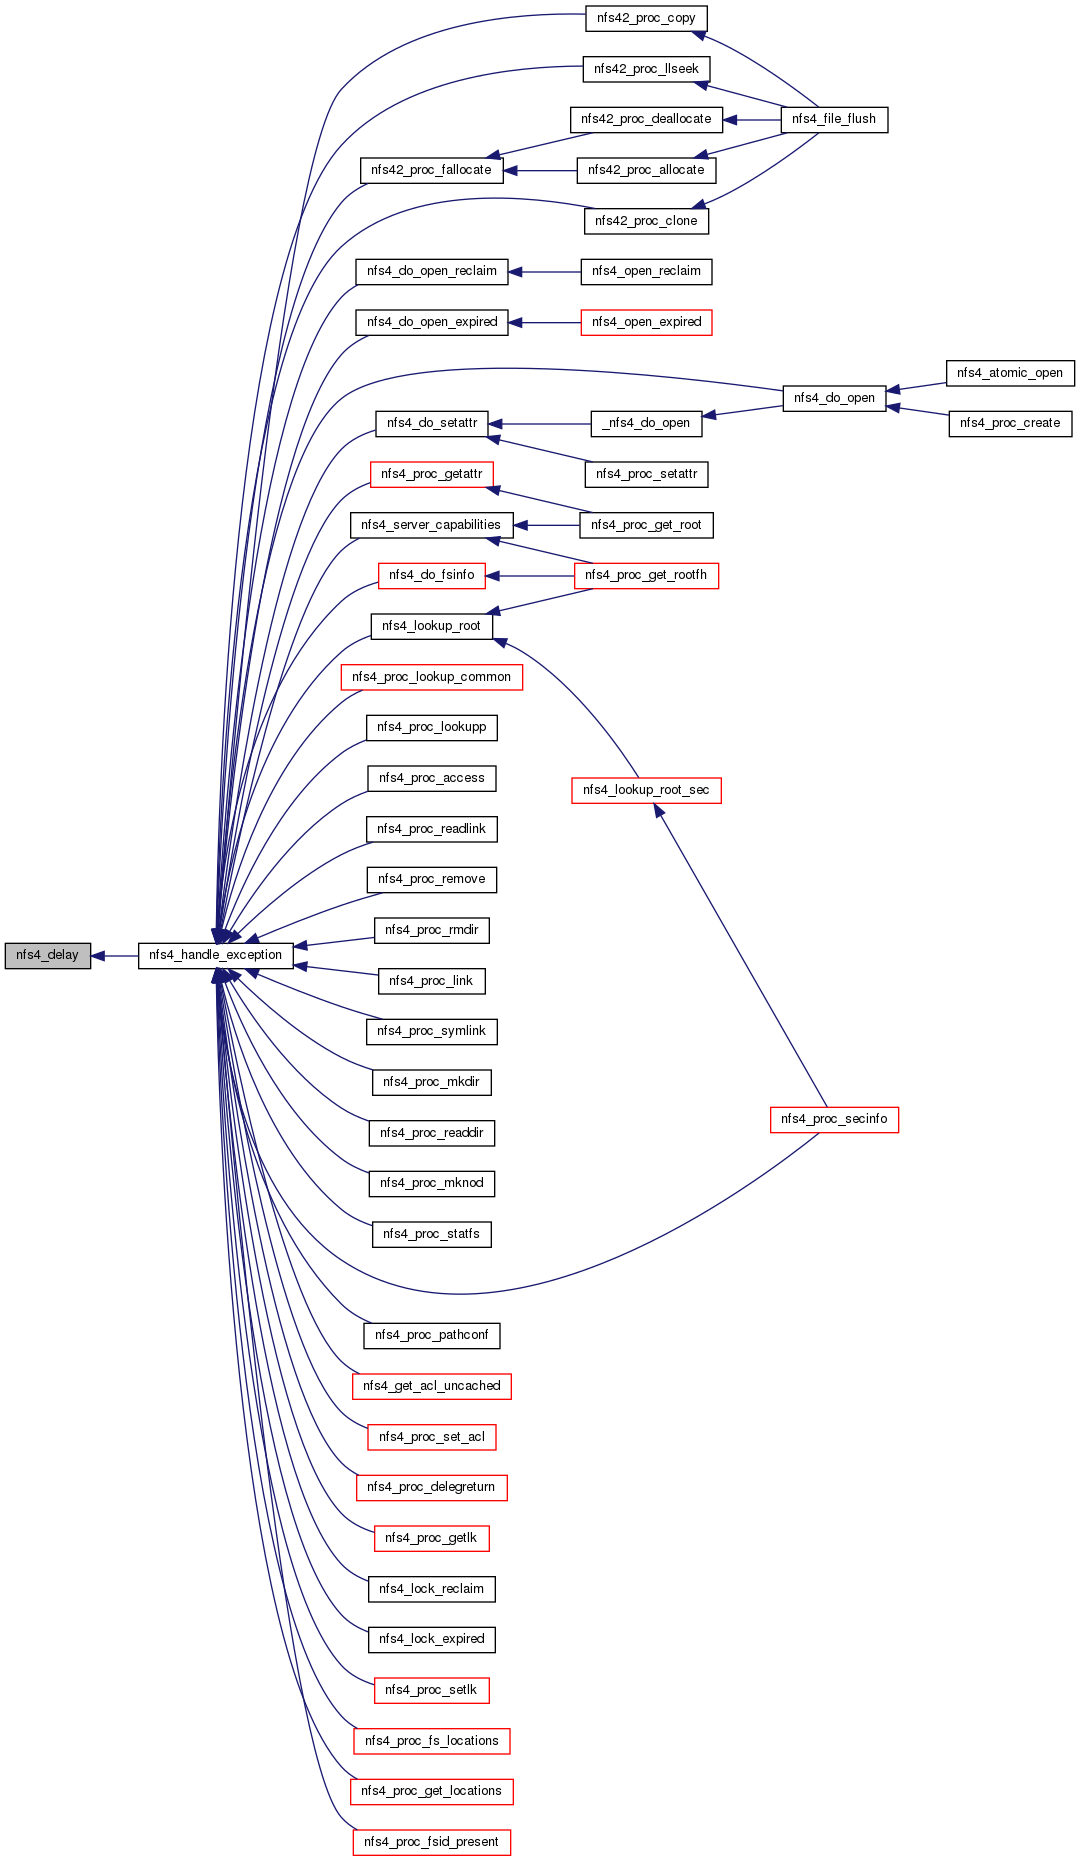 nfs42_proc_copy
nfs42_proc_llseek
nfs42_proc_deallocate
nfs4_file_flush
nfs42_proc_fallocate
nfs42_proc_allocate
nfs42_proc_clone
nfs4_do_open_reclaim
nfs4_open_reclaim
nfs4_do_open_expired
nfs4_open_expired
nfs4_atomic_open
nfs4_do_open
nfs4_do_setattr
_nfs4_do_open
nfs4_proc_create
nfs4_proc_getattr
nfs4_proc_setattr
nfs4_server_capabilities
nfs4_proc_get_root
nfs4_do_fsinfo
nfs4_proc_get_rootfh
nfs4_lookup_root
nfs4_proc_lookup_common
nfs4_proc_lookupp
nfs4_proc_access
nfs4_lookup_root_sec
nfs4_proc_readlink
nfs4_proc_remove
nfs4_proc_rmdir
nfs4_delay
nfs4_handle_exception
nfs4_proc_link
nfs4_proc_symlink
nfs4_proc_mkdir
nfs4_proc_secinfo
nfs4_proc_readdir
nfs4_proc_mknod
nfs4_proc_statfs
nfs4_proc_pathconf
nfs4_get_acl_uncached
nfs4_proc_set_acl
nfs4_proc_delegreturn
nfs4_proc_getlk
nfs4_lock_reclaim
nfs4_lock_expired
nfs4_proc_setlk
nfs4_proc_fs_locations
nfs4_proc_get_locations
nfs4_proc_fsid_present